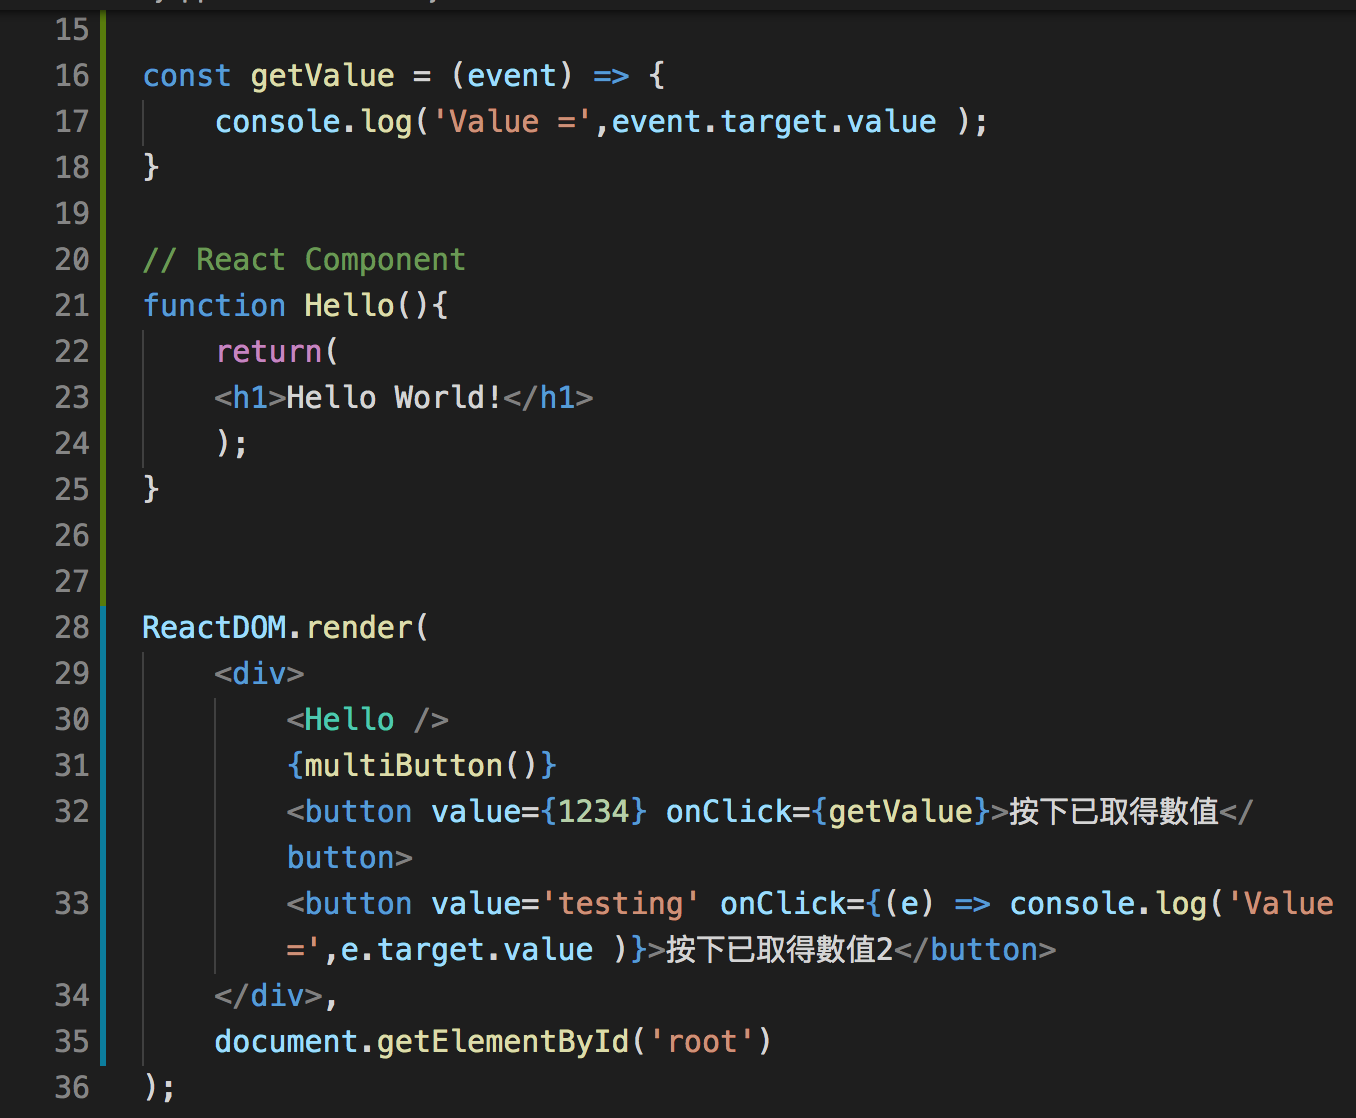 15
16 const getValue = (event) => {
17 console.log('Value =',event.target.value );
18 }
19
20 // React Component
21 function Hello(){
22 return(
23 <h1>Hello World!</h1>
24 );
25 }
26
27
28 ReactDOM.render(
29 <div>
30 <Hello />
31 {multiButton()}
32 <button value={1234} onClick={getValue}>按下已取得數值</
button>
33 <button value='testing' onClick={(e) => console.log('Value
=',e.target.value )}>按下已取得數值2</button>
34 </div>,
35 document.getElementById('root')
36 );